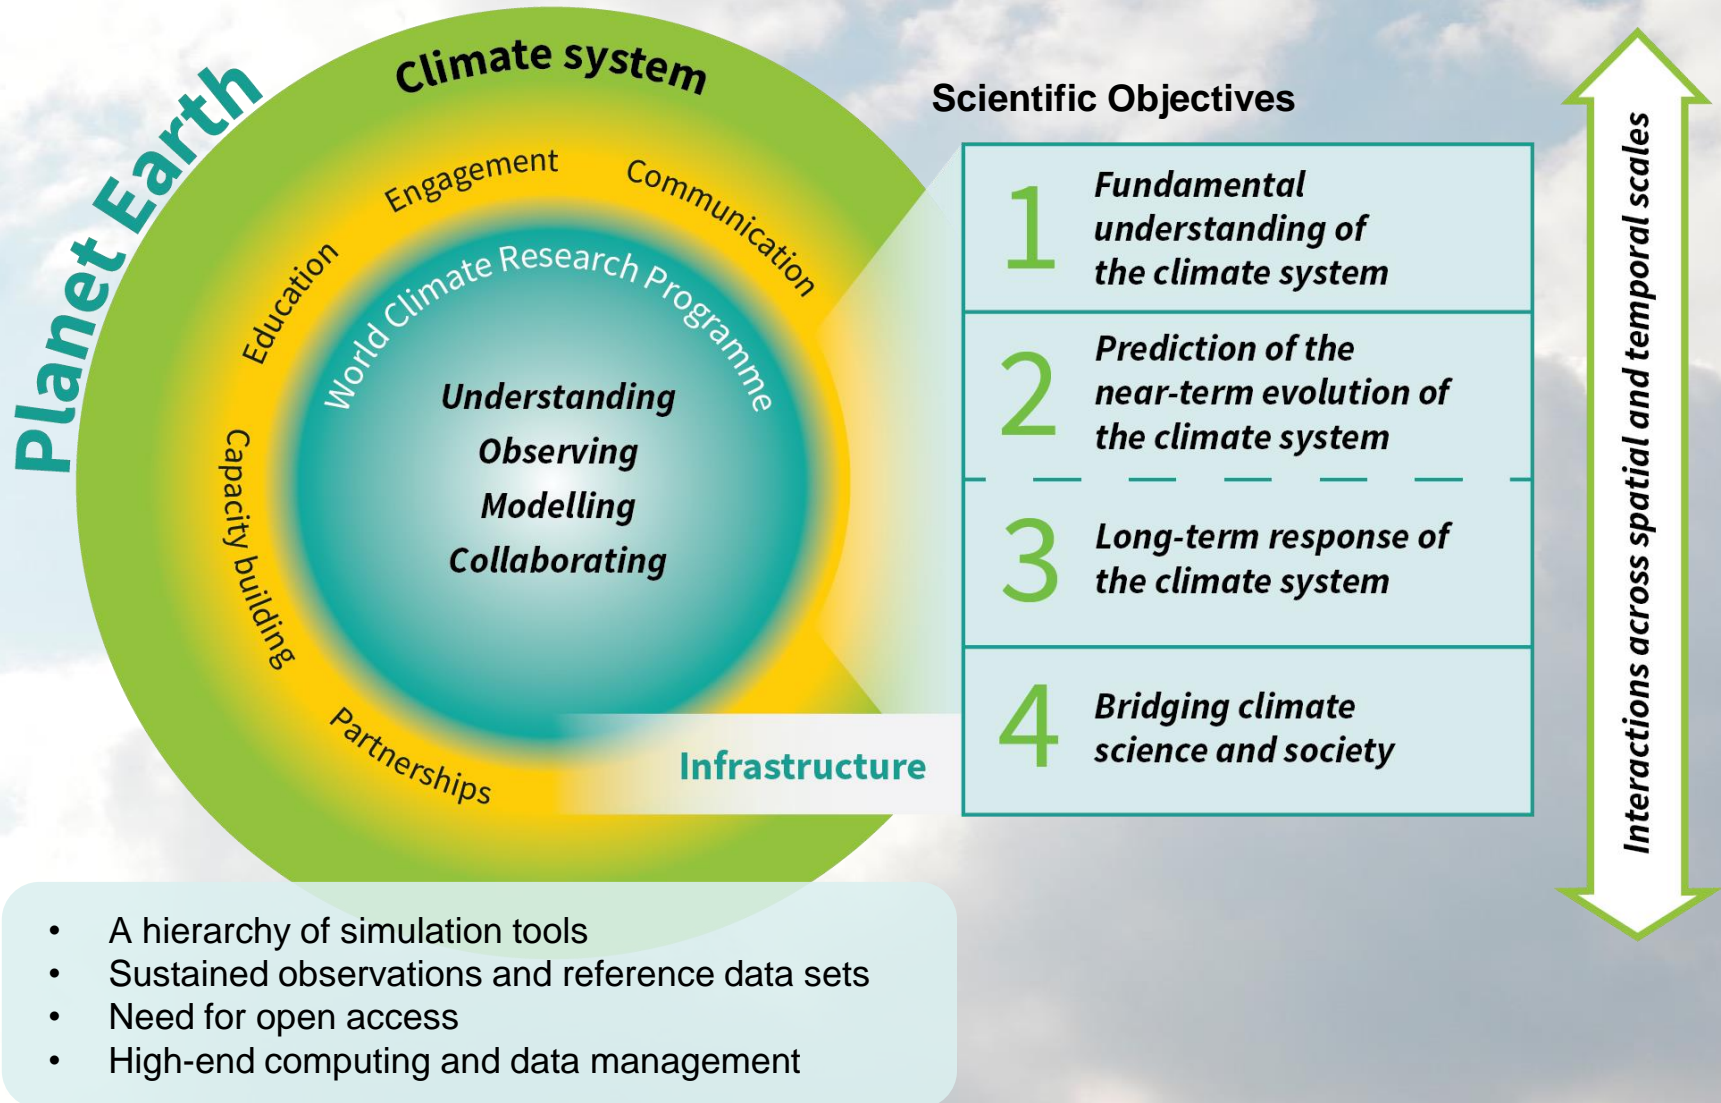 Planet Earth
Climate system
Engagement
Communication
Education
Capacity building
Partnerships
World Climate Research Programme
Understanding
Observing
Modelling
Collaborating
Infrastructure
Scientific Objectives
1
Fundamental
understanding of
the climate system
2
Prediction of the
near-term evolution of
the climate system
3
Long-term response of
the climate system
4
Bridging climate
science and society
Interactions across spatial and temporal scales
• A hierarchy of simulation tools
• Sustained observations and reference data sets
• Need for open access
• High-end computing and data management